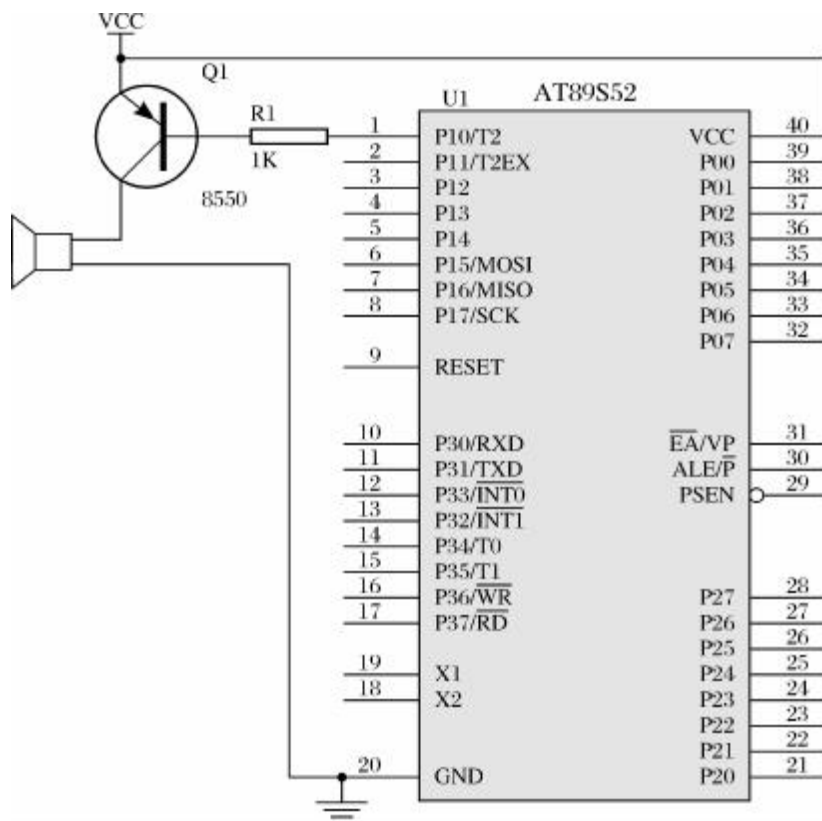 VCC
Q1
R1
1K
8550
U1
AT89S52
1 P10/T2
2 P11/T2EX
3 P12
4 P13
5 P14
6 P15/MOSI
7 P16/MISO
8 P17/SCK
9 RESET
10 P30/RXD
11 P31/TXD
12 P33/INT0
13 P32/INT1
14 P34/T0
15 P35/T1
16 P36/WR
17 P37/RD
19 X1
18 X2
20 GND
VCC 40
P00 39
P01 38
P02 37
P03 36
P04 35
P05 34
P06 33
P07 32
EA/VP 31
ALE/P 30
PSEN 29
P27 28
P26 27
P25 26
P24 25
P23 24
P22 23
P21 22
P20 21